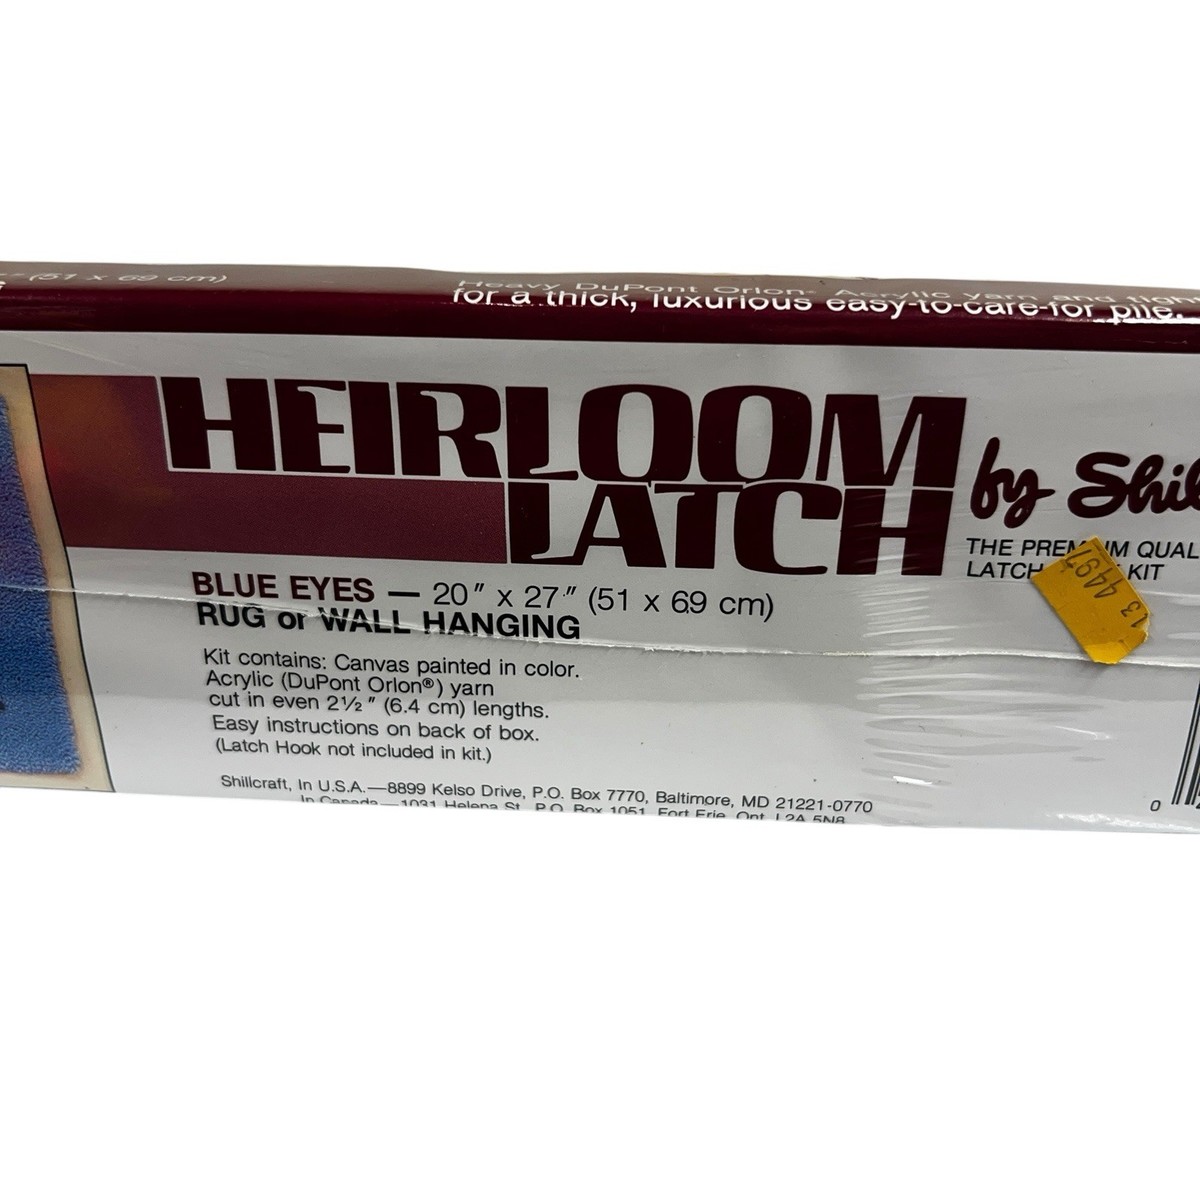 (51 x 69 cm)
Heavy DuPont Orlon® Acrylic yarn and
for a thick, luxurious easy-to-care-for pile.
HEIRLOOM
LATCH
by
THE QUAL
LATCH KIT
13 4497
BLUE EYES — 20″ x 27″ (51 x 69 cm)
RUG or WALL HANGING
Kit contains: Canvas painted in color.
Acrylic (DuPont Orlon®) yarn
cut in even 2½″ (6.4 cm) lengths.
Easy instructions on back of box.
(Latch Hook not included in kit.)
Shillcraft, In U.S.A.—8899 Kelso Drive, P.O. Box 7770, Baltimore, MD 21221-0770
In Canada—1031 Helena St., P.O. Box 1051, Fort Erie, Ont. L2A 5N8
0